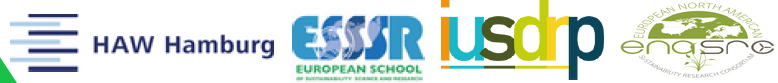 HAW Hamburg
ESSSR
EUROPEAN SCHOOL
OF SUSTAINABILITY SCIENCE AND RESEARCH
iusdrp
EUROPEAN NORTH AMERICAN
enasrc
SUSTAINABILITY RESEARCH CONSORTIUM